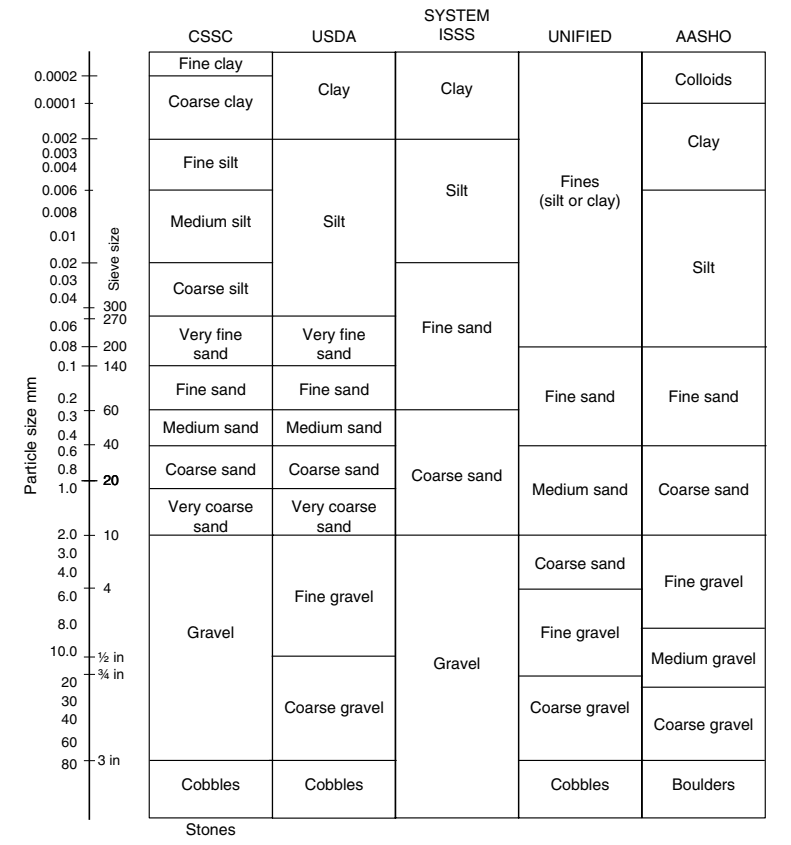 SYSTEM
CSSC USDA ISSS UNIFIED AASHO
Particle size mm
0.0002
0.0001
0.002
0.003
0.004
0.006
0.008
0.01
0.02
0.03
0.04
0.06
0.08
0.1
0.2
0.3
0.4
0.6
0.8
1.0
2.0
3.0
4.0
6.0
8.0
10.0
20
30
40
60
80
Sieve size
300
270
200
140
60
40
20
10
4
½ in
¾ in
3 in
Fine clay
Coarse clay
Fine silt
Medium silt
Coarse silt
Very fine
sand
Fine sand
Medium sand
Coarse sand
Very coarse
sand
Gravel
Cobbles
Stones
Clay
Silt
Very fine
sand
Fine sand
Medium sand
Coarse sand
Very coarse
sand
Fine gravel
Coarse gravel
Cobbles
Clay
Silt
Fine sand
Coarse sand
Gravel
Fines
(silt or clay)
Fine sand
Medium sand
Coarse sand
Fine gravel
Coarse gravel
Cobbles
Colloids
Clay
Silt
Fine sand
Coarse sand
Fine gravel
Medium gravel
Coarse gravel
Boulders